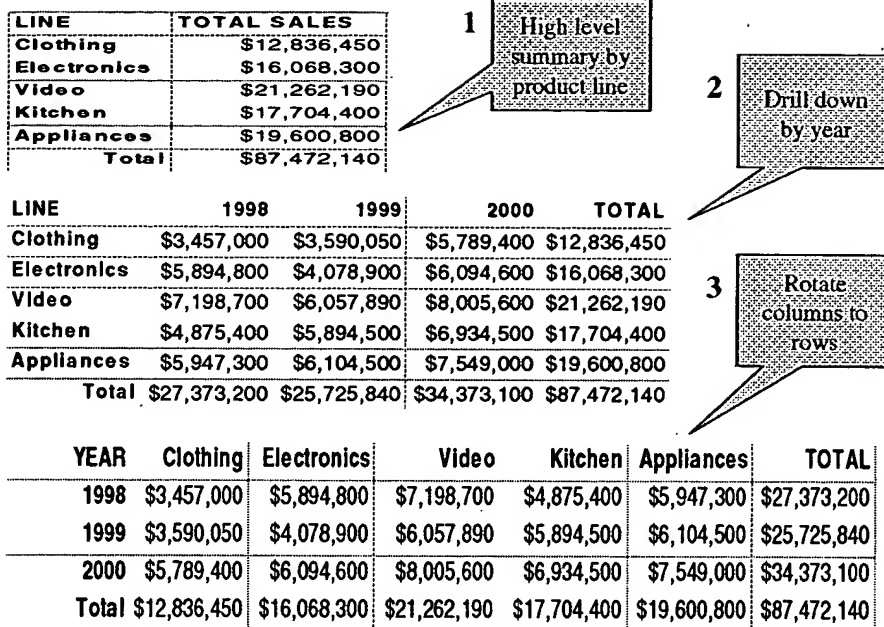 LINE TOTAL SALES
Clothing $12,836,450
Electronics $16,068,300
Video $21,262,190
Kitchen $17,704,400
Appliances $19,600,800
Total $87,472,140
1
High level
summary by
product line
2
Drill down
by year
LINE 1998 1999 2000 TOTAL
Clothing $3,457,000 $3,590,050 $5,789,400 $12,836,450
Electronics $5,894,800 $4,078,900 $6,094,600 $16,068,300
Video $7,198,700 $6,057,890 $8,005,600 $21,262,190
Kitchen $4,875,400 $5,894,500 $6,934,500 $17,704,400
Appliances $5,947,300 $6,104,500 $7,549,000 $19,600,800
Total $27,373,200 $25,725,840 $34,373,100 $87,472,140
3
Rotate
columns to
rows
YEAR Clothing Electronics Video Kitchen Appliances TOTAL
1998 $3,457,000 $5,894,800 $7,198,700 $4,875,400 $5,947,300 $27,373,200
1999 $3,590,050 $4,078,900 $6,057,890 $5,894,500 $6,104,500 $25,725,840
2000 $5,789,400 $6,094,600 $8,005,600 $6,934,500 $7,549,000 $34,373,100
Total $12,836,450 $16,068,300 $21,262,190 $17,704,400 $19,600,800 $87,472,140